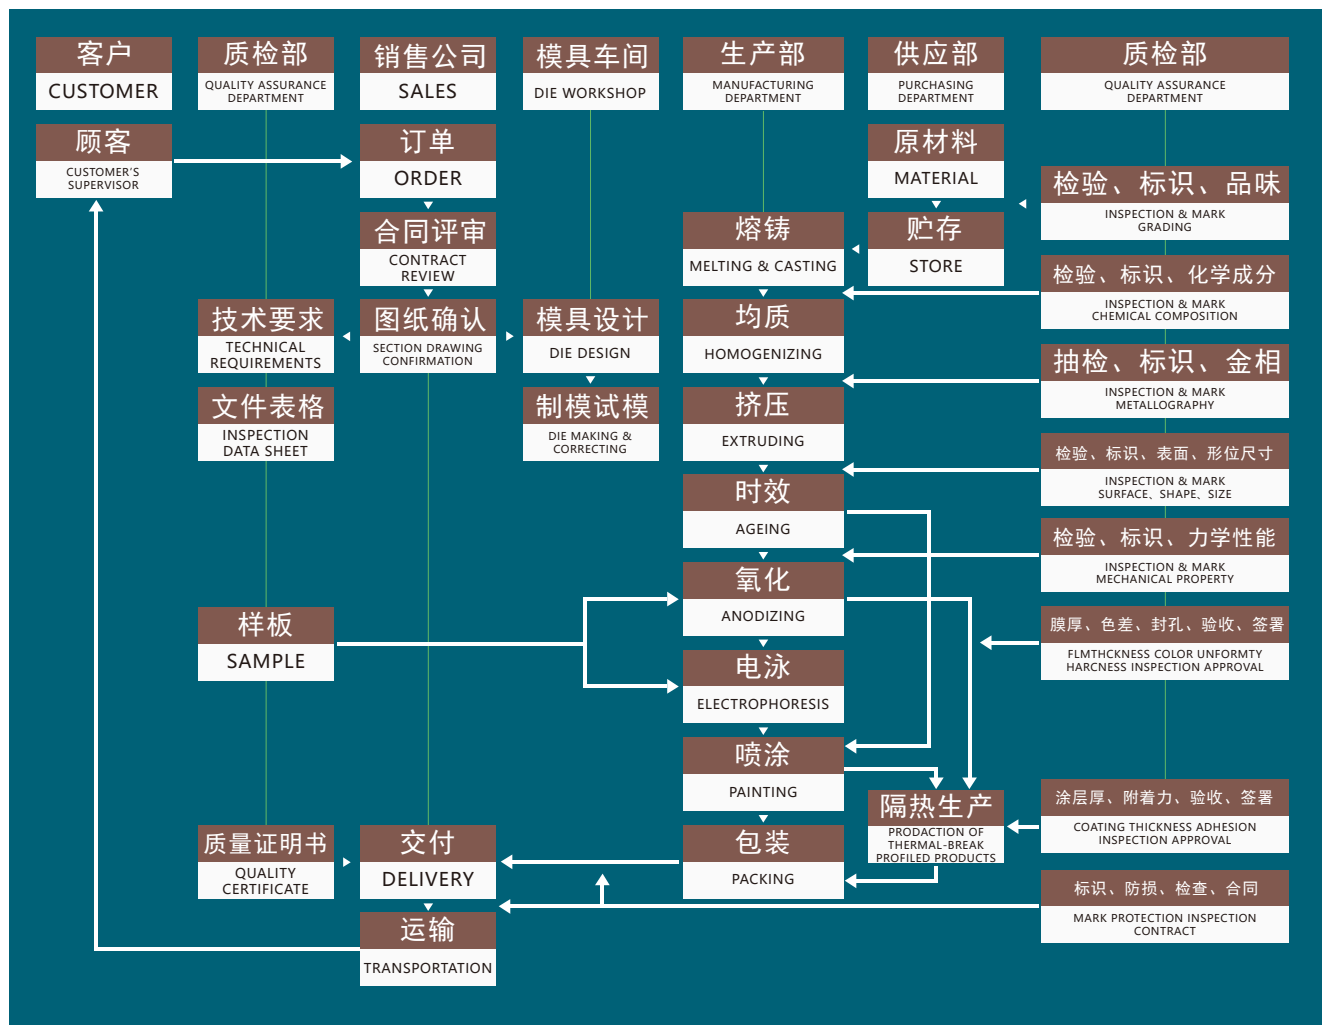 客户
CUSTOMER
质检部
QUALITY ASSURANCE
DEPARTMENT
销售公司
SALES
模具车间
DIE WORKSHOP
生产部
MANUFACTURING
DEPARTMENT
供应部
PURCHASING
DEPARTMENT
质检部
QUALITY ASSURANCE
DEPARTMENT
顾客
CUSTOMER'S
SUPERVISOR
订单
ORDER
原材料
MATERIAL
检验、标识、品味
INSPECTION & MARK
GRADING
合同评审
CONTRACT
REVIEW
熔铸
MELTING & CASTING
贮存
STORE
检验、标识、化学成分
INSPECTION & MARK
CHEMICAL COMPOSITION
技术要求
TECHNICAL
REQUIREMENTS
图纸确认
SECTION DRAWING
CONFIRMATION
模具设计
DIE DESIGN
均质
HOMOGENIZING
抽检、标识、金相
INSPECTION & MARK
METALLOGRAPHY
文件表格
INSPECTION
DATA SHEET
制模试模
DIE MAKING &
CORRECTING
挤压
EXTRUDING
检验、标识、表面、形位尺寸
INSPECTION & MARK
SURFACE、SHAPE、SIZE
时效
AGEING
检验、标识、力学性能
INSPECTION & MARK
MECHANICAL PROPERTY
氧化
ANODIZING
样板
SAMPLE
膜厚、色差、封孔、验收、签署
FLMTHCKNESS COLOR UNFORMTY
HARCNESS INSPECTION APPROVAL
电泳
ELECTROPHORESIS
喷涂
PAINTING
隔热生产
PRODACTION OF
THERMAL-BREAK
PROFILED PRODUCTS
涂层厚、附着力、验收、签署
COATING THICKNESS ADHESION
INSPECTION APPROVAL
质量证明书
QUALITY
CERTIFICATE
交付
DELIVERY
包装
PACKING
标识、防损、检查、合同
MARK PROTECTION INSPECTION
CONTRACT
运输
TRANSPORTATION